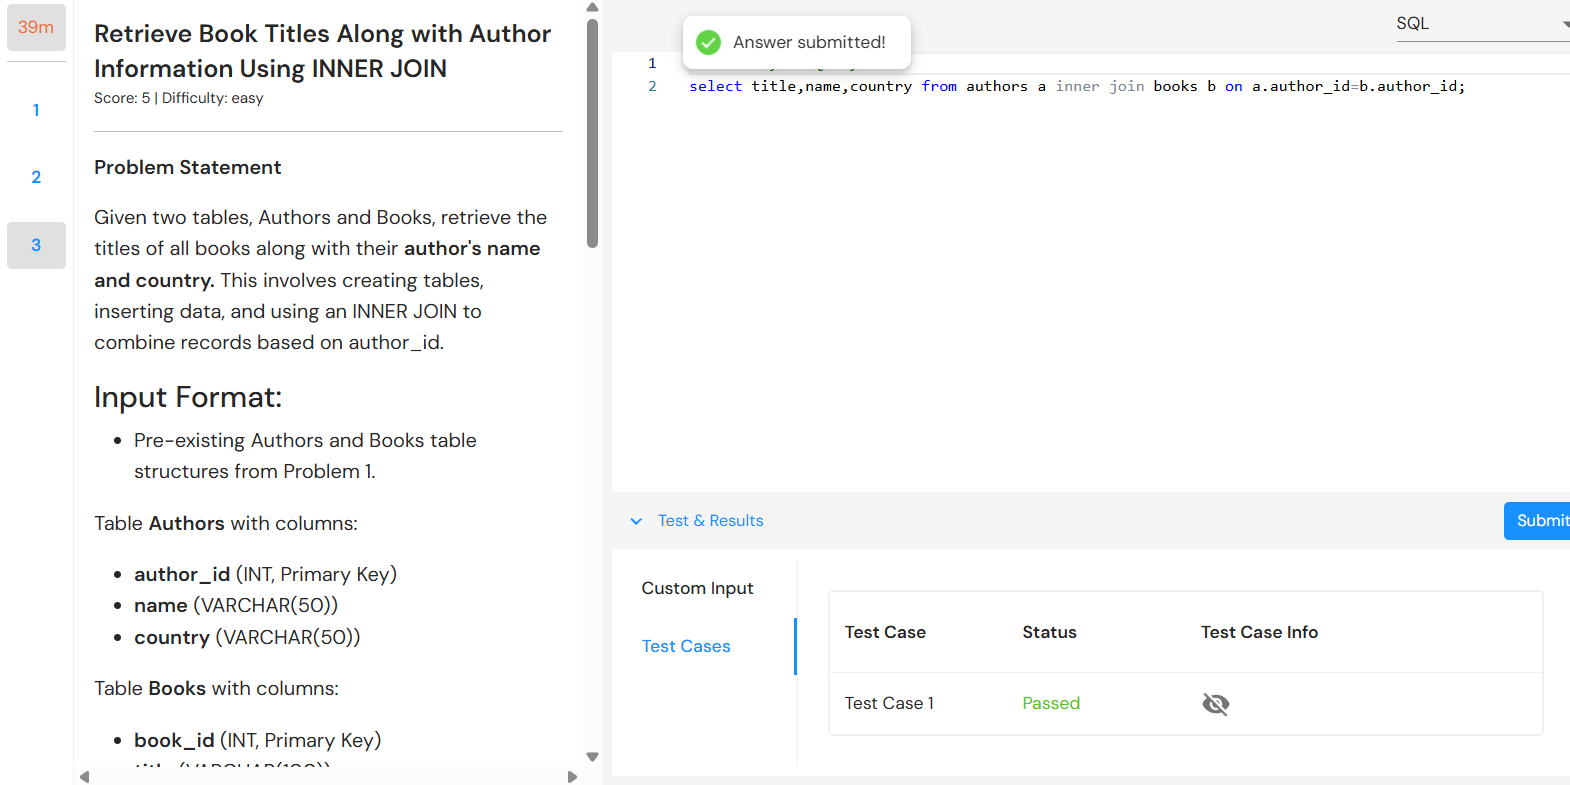 39m
1
2
3
Retrieve Book Titles Along with Author
Information Using INNER JOIN
Score: 5 | Difficulty: easy
Problem Statement
Given two tables, Authors and Books, retrieve the
titles of all books along with their author's name
and country. This involves creating tables,
inserting data, and using an INNER JOIN to
combine records based on author_id.
Input Format:
• Pre-existing Authors and Books table
structures from Problem 1.
Table Authors with columns:
• author_id (INT, Primary Key)
• name (VARCHAR(50))
• country (VARCHAR(50))
Table Books with columns:
• book_id (INT, Primary Key)
SQL
Answer submitted!
1
2 select title,name,country from authors a inner join books b on a.author_id=b.author_id;
Test & Results
Submit
Custom Input
Test Cases
Test Case Status Test Case Info
Test Case 1 Passed